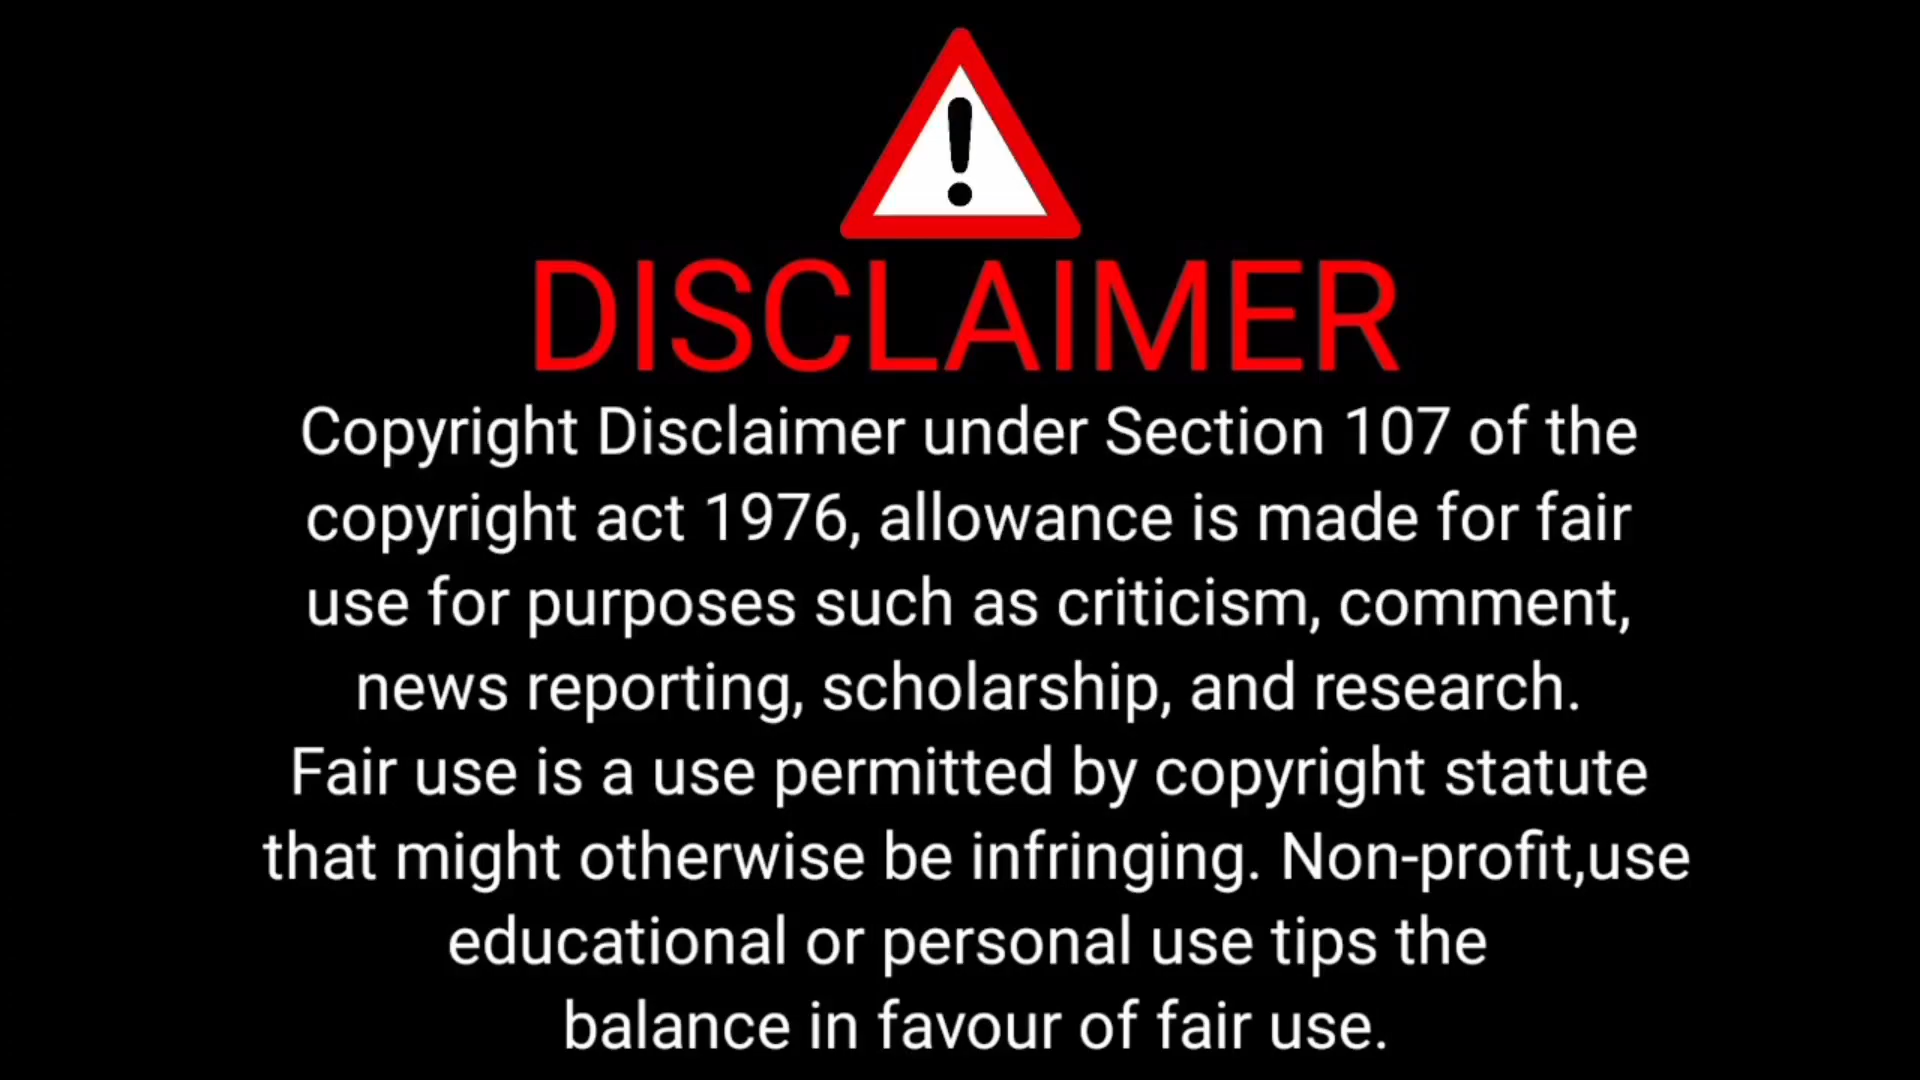 DISCLAIMER
Copyright Disclaimer under Section 107 of the
copyright act 1976, allowance is made for fair
use for purposes such as criticism, comment,
news reporting, scholarship, and research.
Fair use is a use permitted by copyright statute
that might otherwise be infringing. Non-profit,use
educational or personal use tips the
balance in favour of fair use.